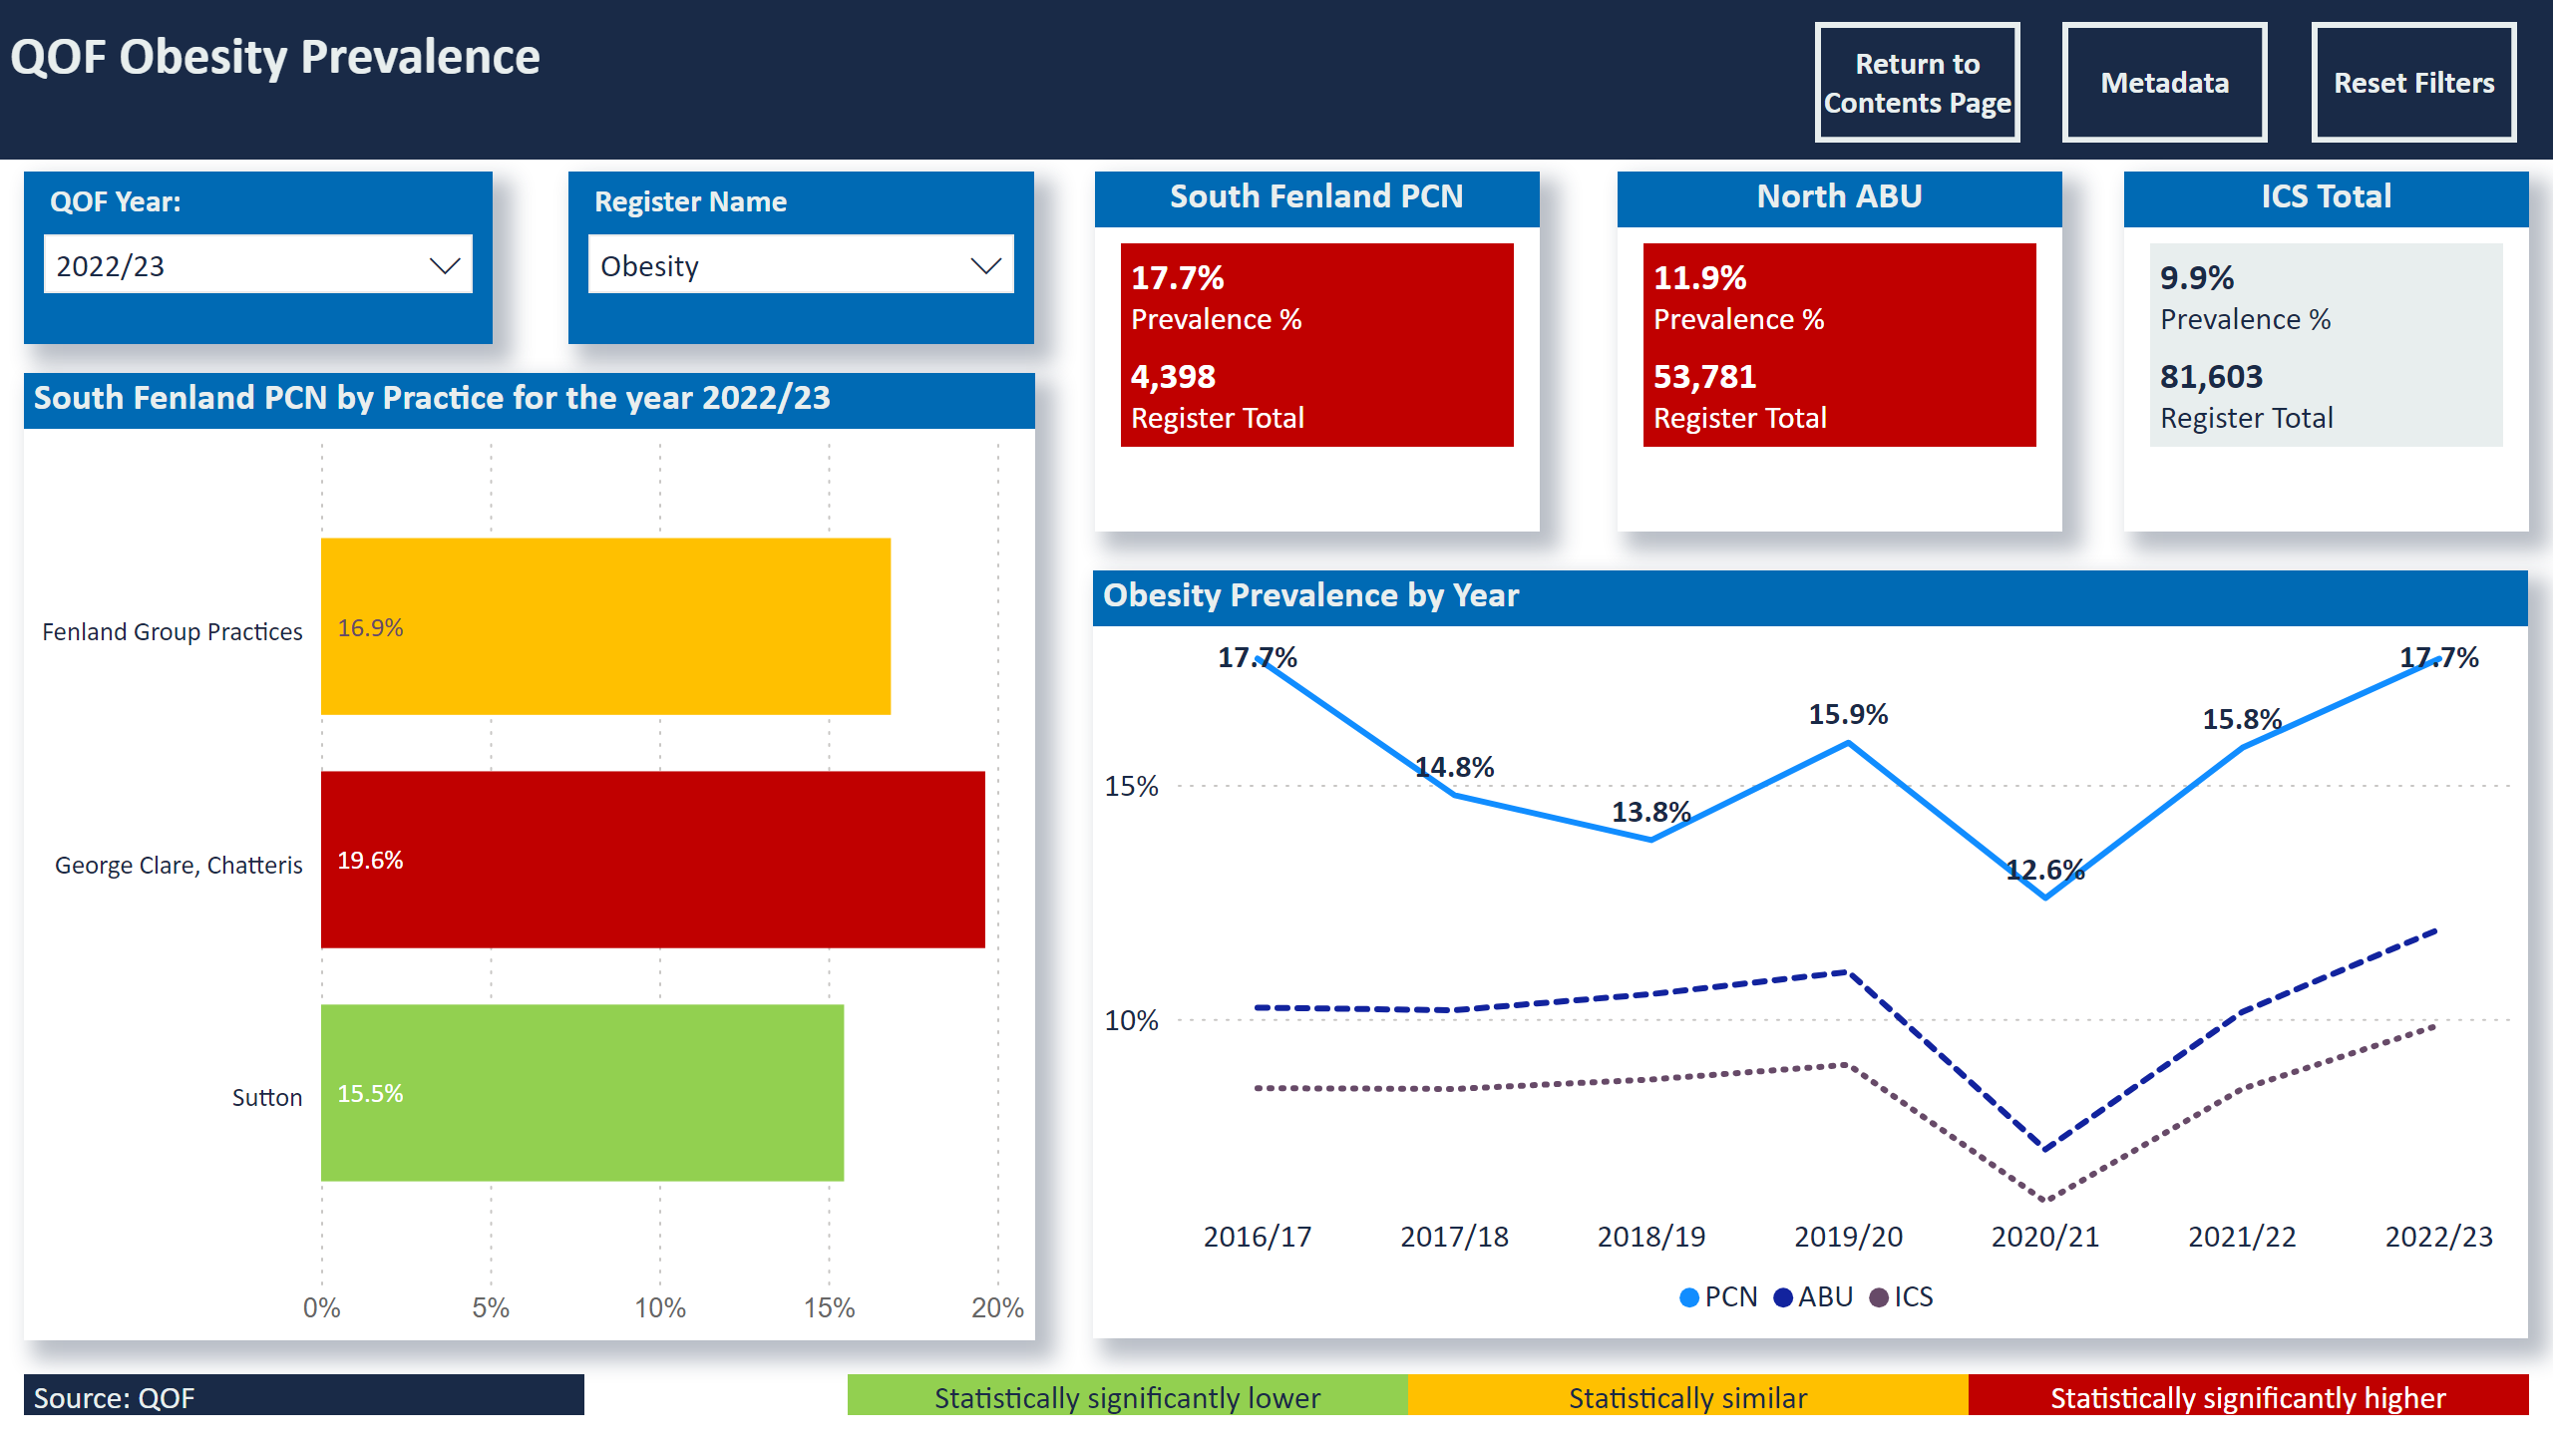 QOF Obesity Prevalence
Return to
Contents Page
Metadata
Reset Filters
QOF Year:
2022/23
Register Name
Obesity
South Fenland PCN
17.7%
Prevalence %
4,398
Register Total
North ABU
11.9%
Prevalence %
53,781
Register Total
ICS Total
9.9%
Prevalence %
81,603
Register Total
South Fenland PCN by Practice for the year 2022/23
Fenland Group Practices
16.9%
George Clare, Chatteris
19.6%
Sutton
15.5%
0%
5%
10%
15%
20%
Obesity Prevalence by Year
17.7%
14.8%
13.8%
15.9%
12.6%
15.8%
17.7%
15%
10%
2016/17
2017/18
2018/19
2019/20
2020/21
2021/22
2022/23
PCN
ABU
ICS
Source: QOF
Statistically significantly lower
Statistically similar
Statistically significantly higher